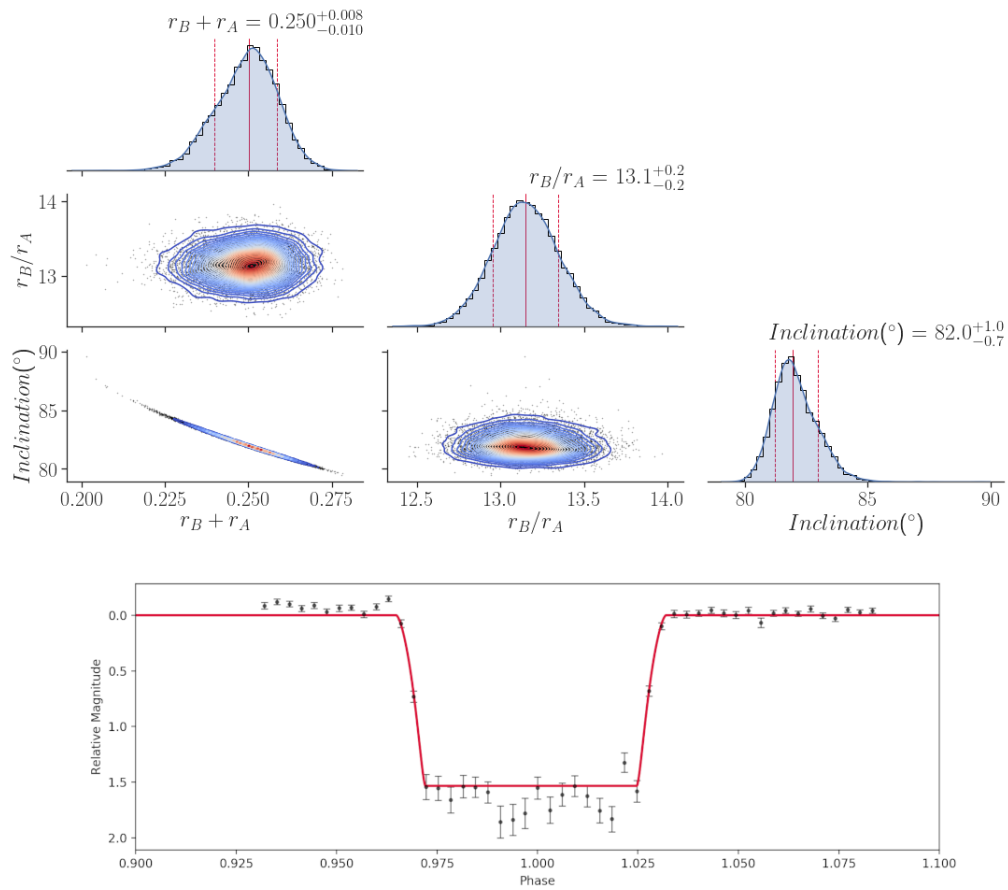 r_B + r_A = 0.250^{+0.008}_{-0.010}
r_B/r_A = 13.1^{+0.2}_{-0.2}
14
13
r_B/r_A
Inclination(°) = 82.0^{+1.0}_{-0.7}
90
85
80
Inclination(°)
0.200 0.225 0.250 0.275 12.5 13.0 13.5 14.0 80 85 90
r_B + r_A r_B/r_A Inclination(°)
0.0
0.5
1.0
1.5
2.0
Relative Magnitude
0.900 0.925 0.950 0.975 1.000 1.025 1.050 1.075 1.100
Phase